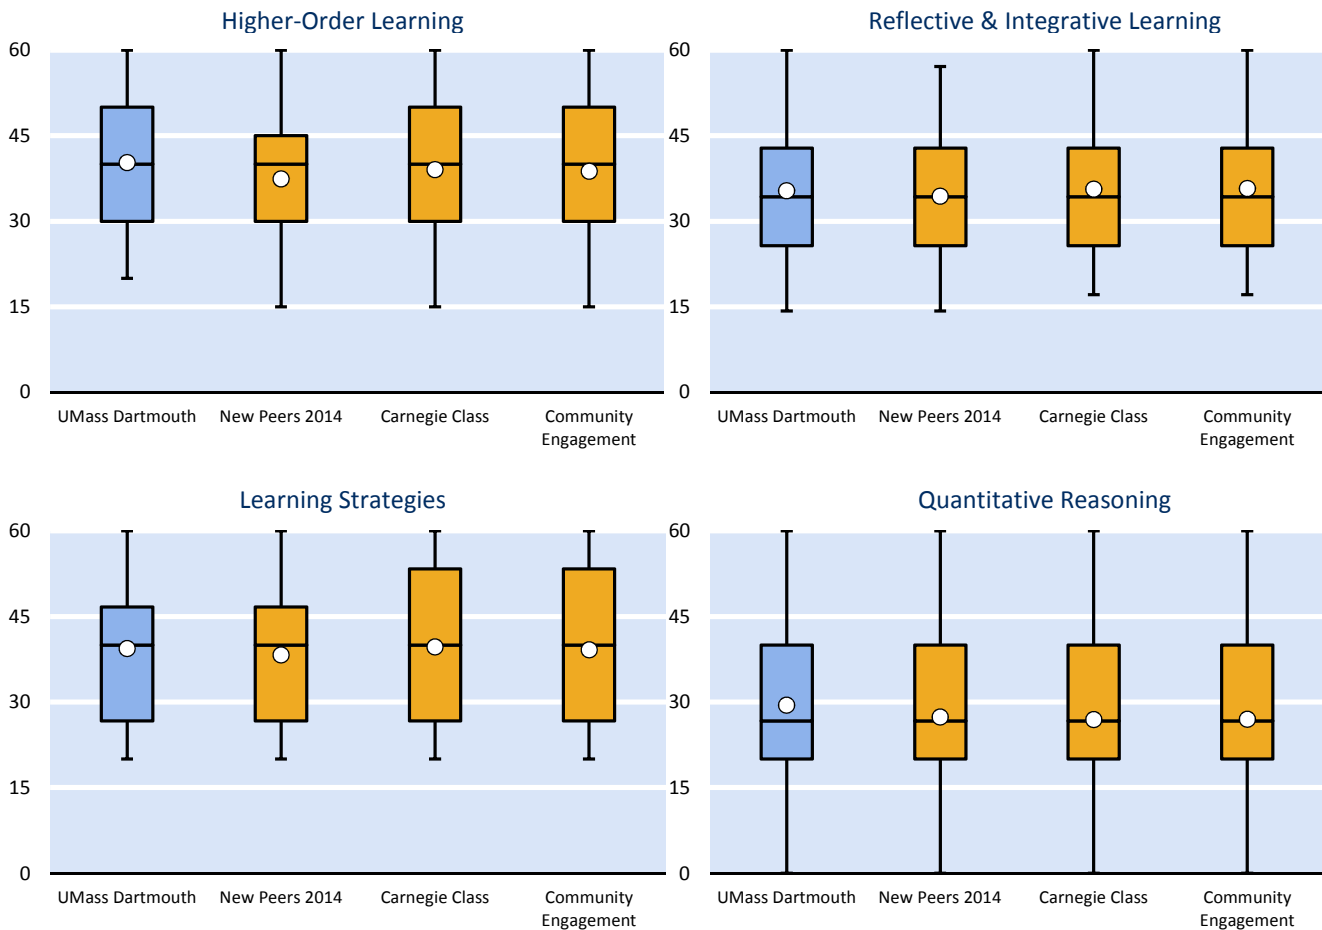 Higher-Order Learning
60
45
30
15
0
UMass Dartmouth
New Peers 2014
Carnegie Class
Community
Engagement
Reflective & Integrative Learning
60
45
30
15
0
UMass Dartmouth
New Peers 2014
Carnegie Class
Community
Engagement
Learning Strategies
60
45
30
15
0
UMass Dartmouth
New Peers 2014
Carnegie Class
Community
Engagement
Quantitative Reasoning
60
45
30
15
0
UMass Dartmouth
New Peers 2014
Carnegie Class
Community
Engagement